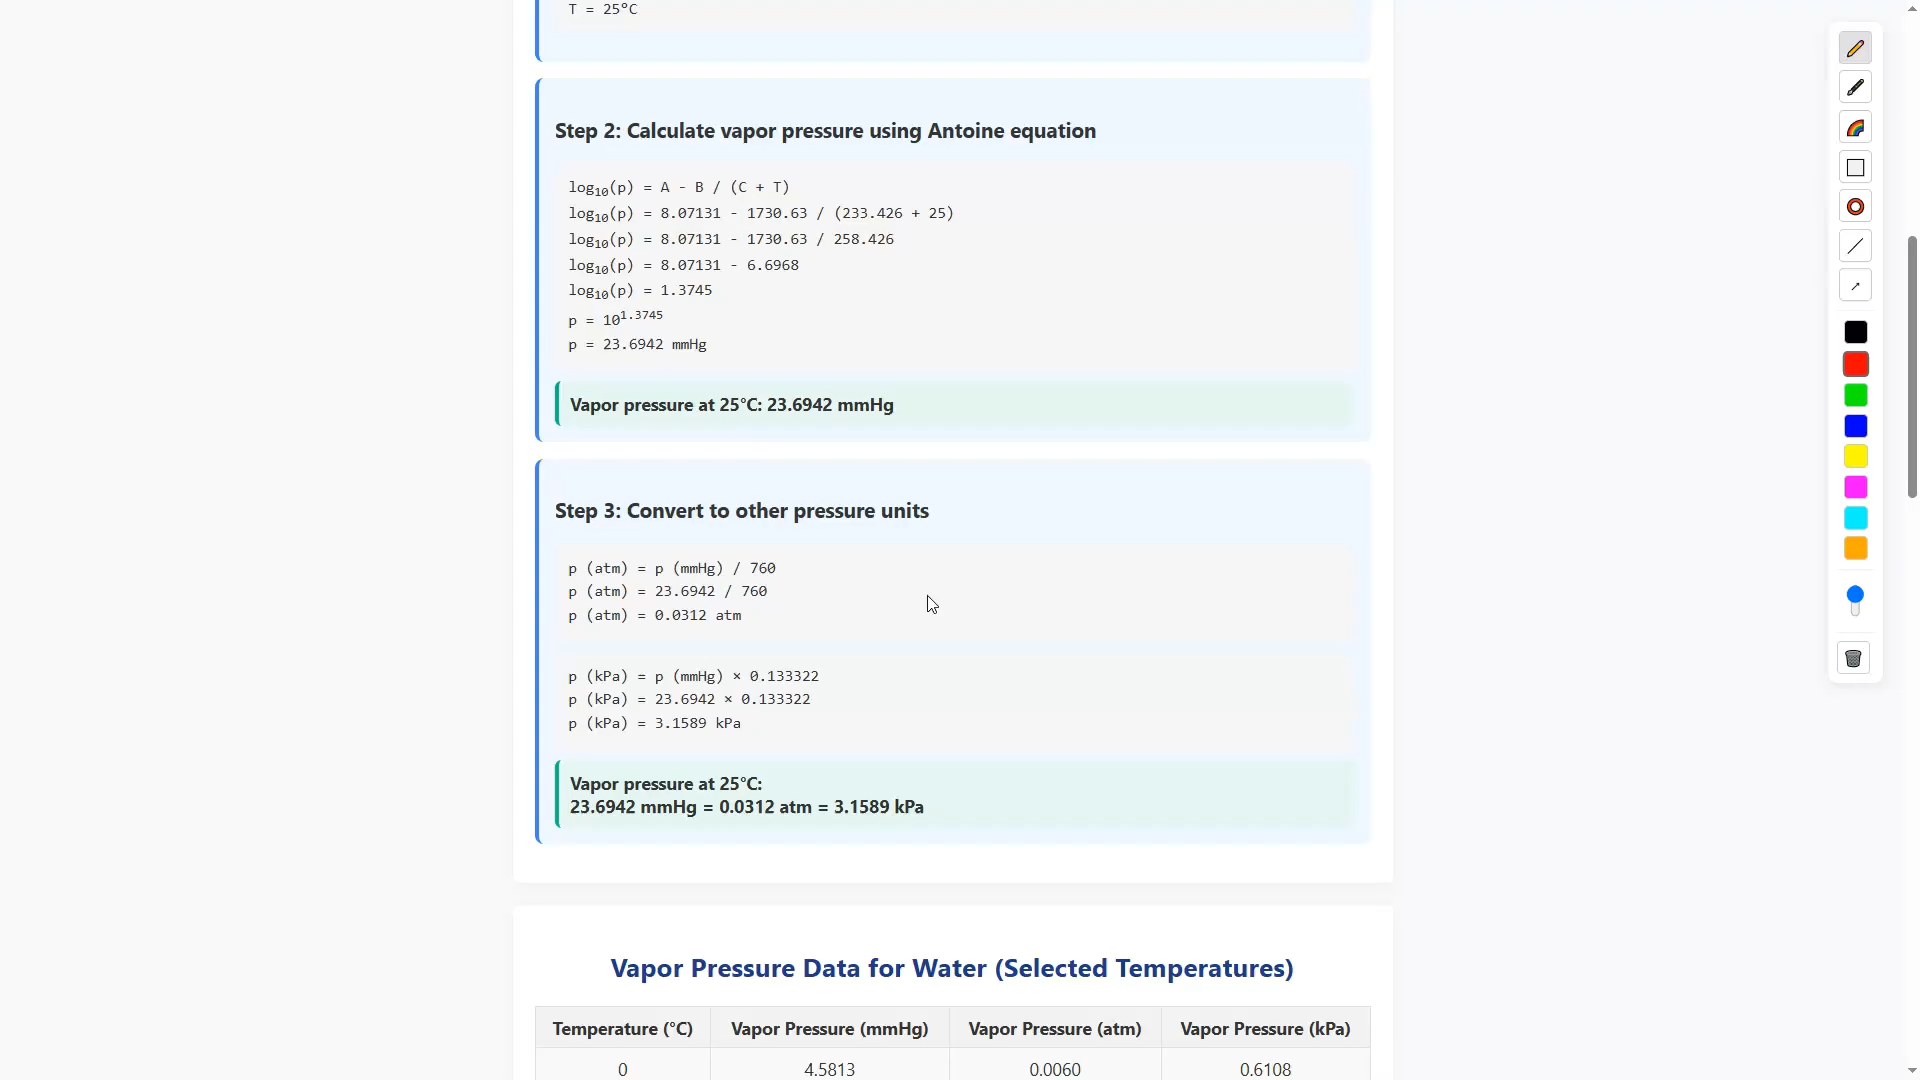 T = 25°C
Step 2: Calculate vapor pressure using Antoine equation
log₁₀(p) = A - B / (C + T)
log₁₀(p) = 8.07131 - 1730.63 / (233.426 + 25)
log₁₀(p) = 8.07131 - 1730.63 / 258.426
log₁₀(p) = 8.07131 - 6.6968
log₁₀(p) = 1.3745
p = 10¹·³⁷⁴⁵
p = 23.6942 mmHg
Vapor pressure at 25°C: 23.6942 mmHg
Step 3: Convert to other pressure units
p (atm) = p (mmHg) / 760
p (atm) = 23.6942 / 760
p (atm) = 0.0312 atm
p (kPa) = p (mmHg) × 0.133322
p (kPa) = 23.6942 × 0.133322
p (kPa) = 3.1589 kPa
Vapor pressure at 25°C:
23.6942 mmHg = 0.0312 atm = 3.1589 kPa
Vapor Pressure Data for Water (Selected Temperatures)
Temperature (°C) Vapor Pressure (mmHg) Vapor Pressure (atm) Vapor Pressure (kPa)
0 4.5813 0.0060 0.6108